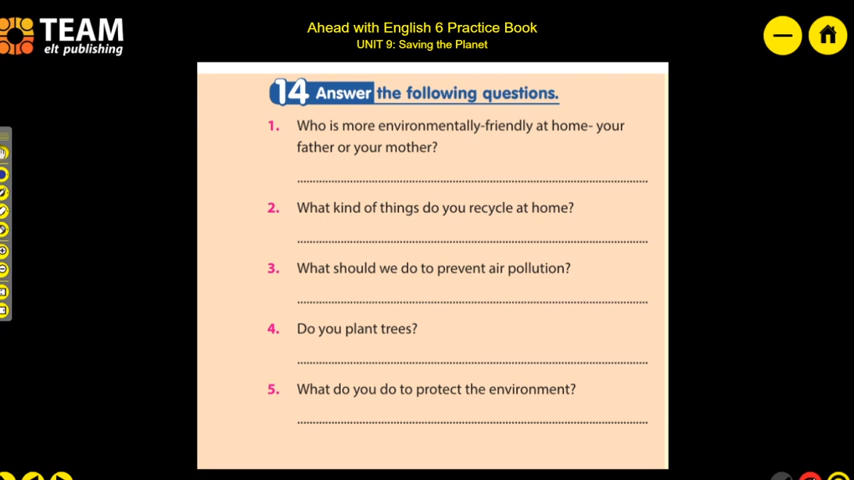 TEAM
elt publishing
Ahead with English 6 Practice Book
UNIT 9: Saving the Planet
14 Answer the following questions.
1. Who is more environmentally-friendly at home- your
father or your mother?
2. What kind of things do you recycle at home?
3. What should we do to prevent air pollution?
4. Do you plant trees?
5. What do you do to protect the environment?